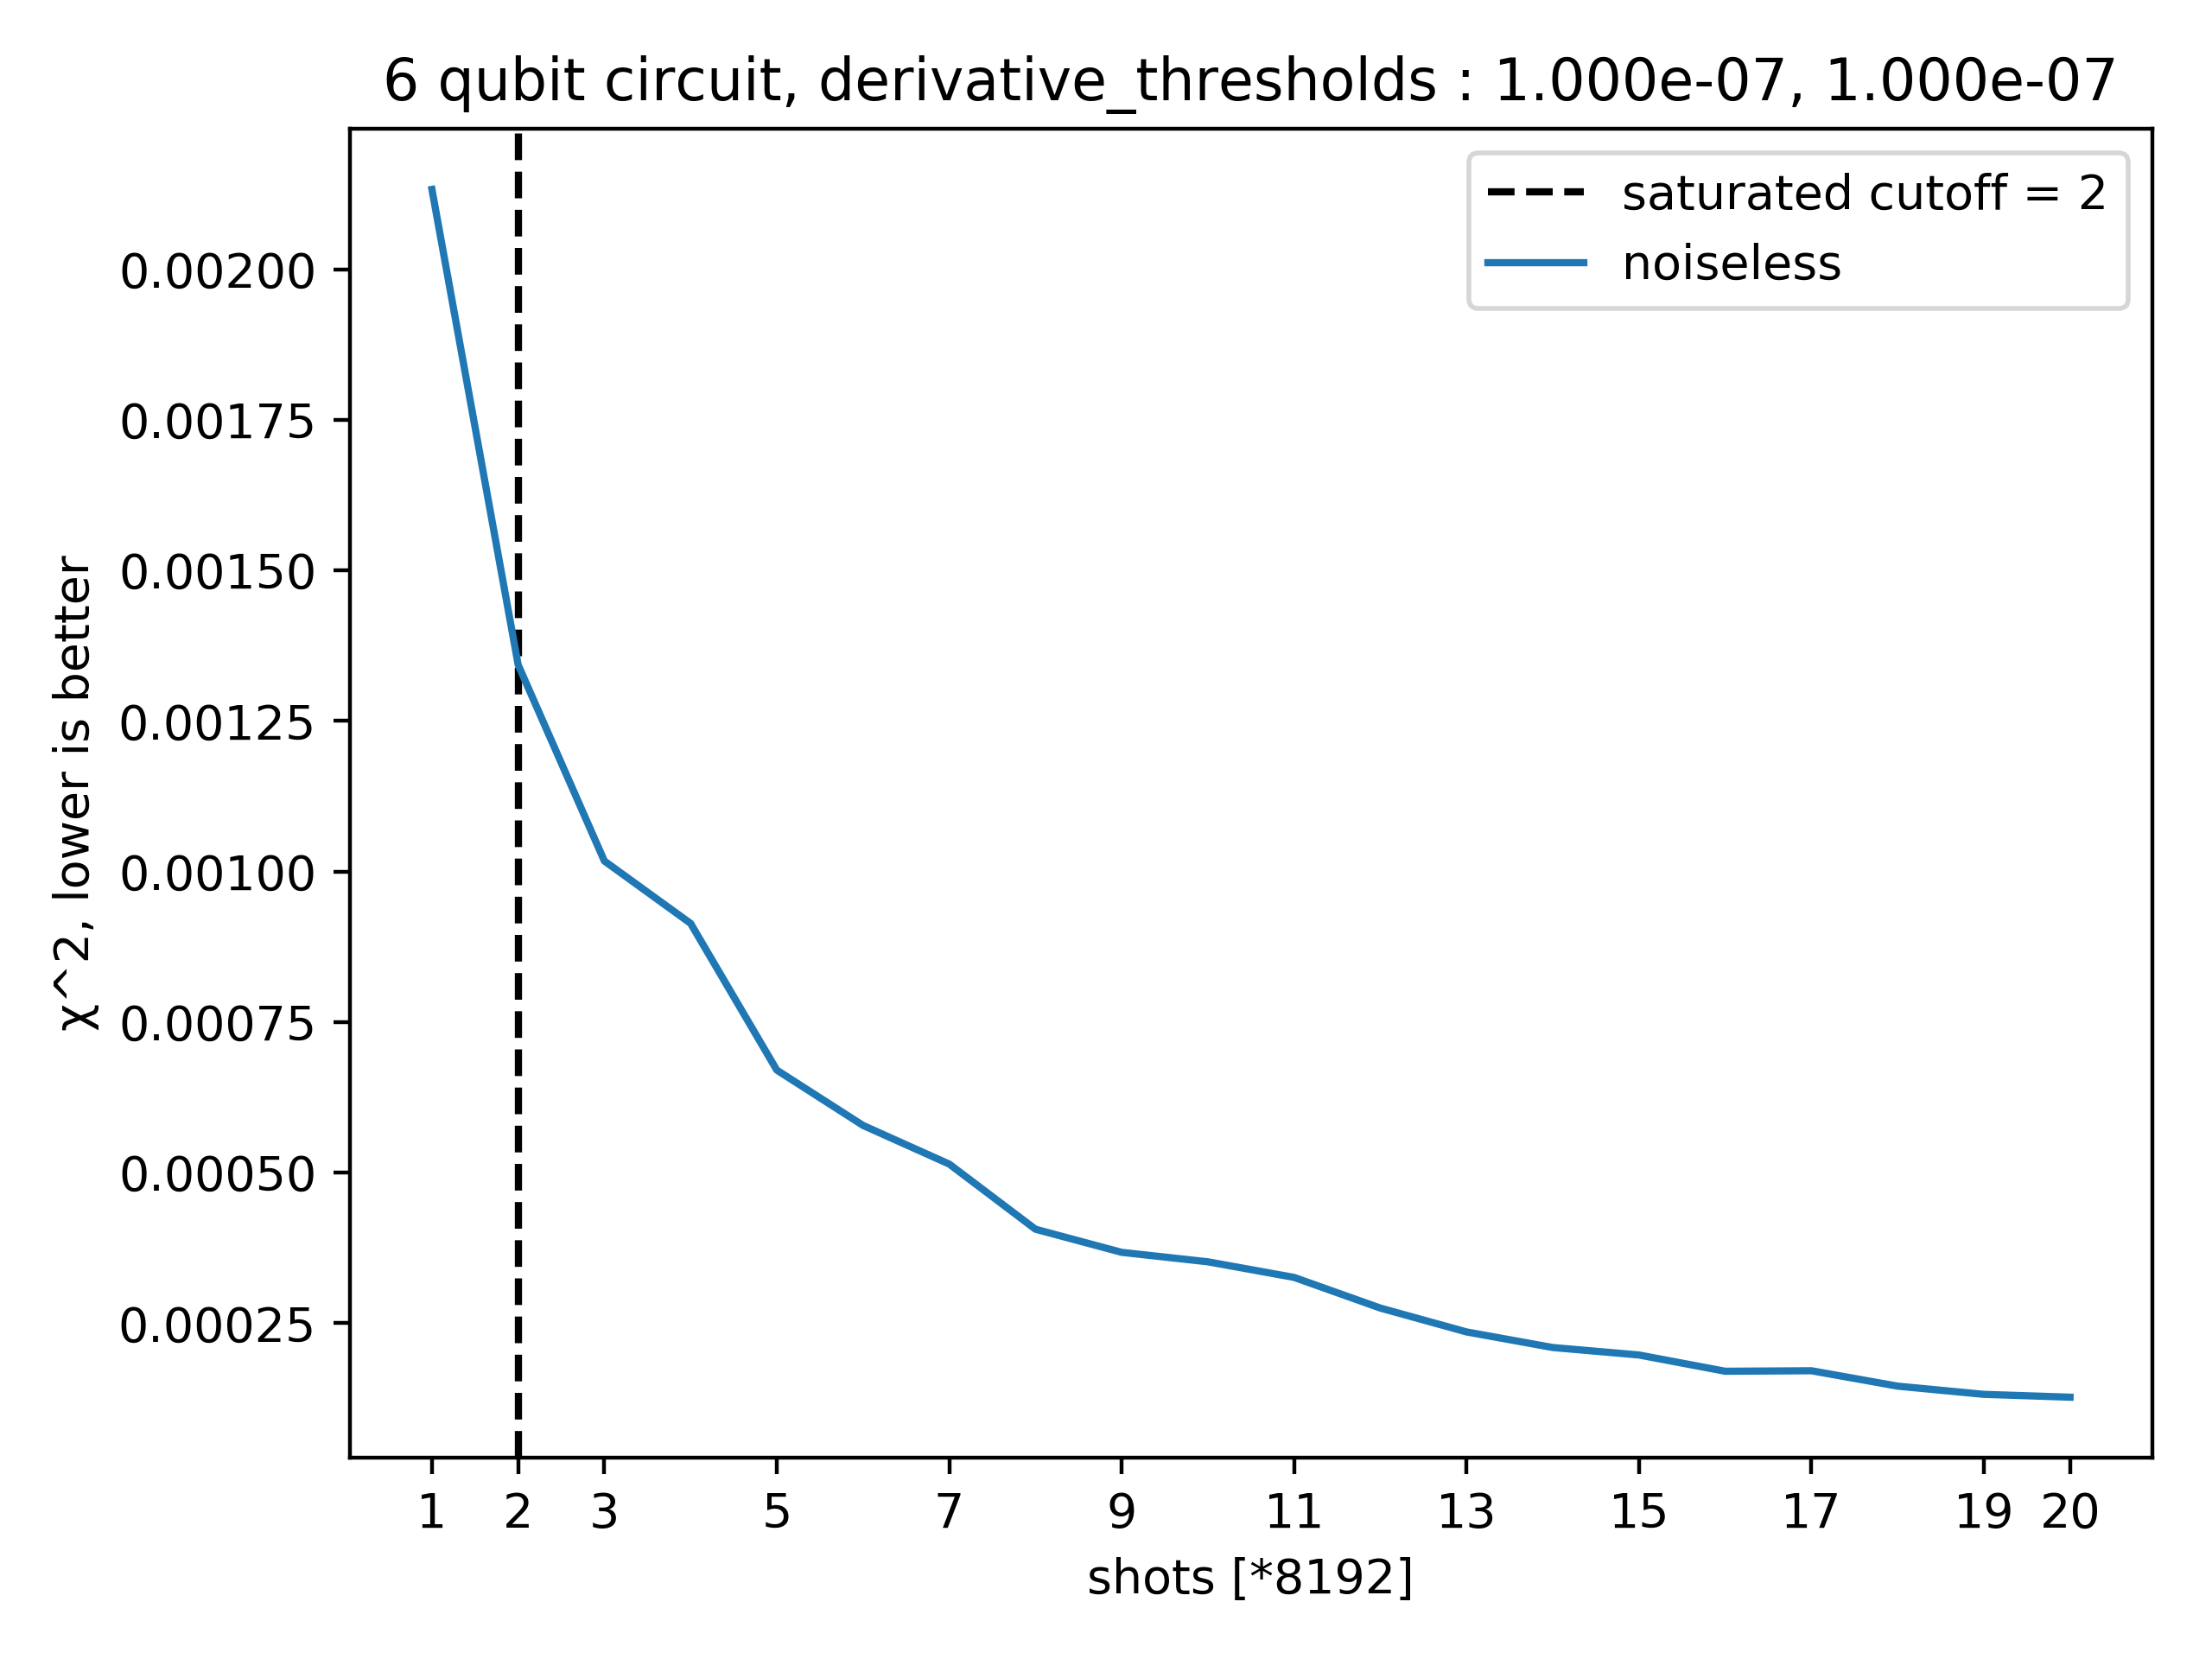 6 qubit circuit, derivative_thresholds : 1.000e-07, 1.000e-07
saturated cutoff = 2
noiseless
χ^2, lower is better
0.00200
0.00175
0.00150
0.00125
0.00100
0.00075
0.00050
0.00025
1 2 3 5 7 9 11 13 15 17 19 20
shots [*8192]